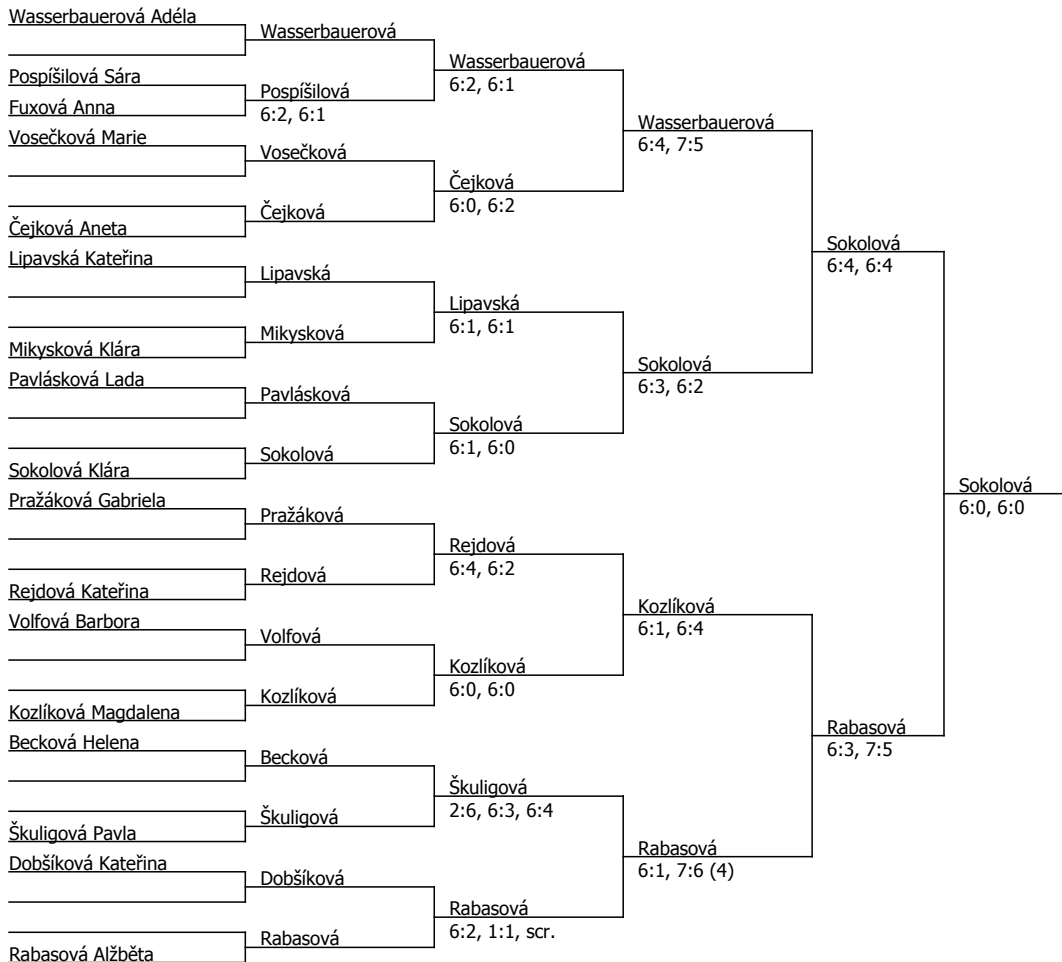 Wasserbauerová Adéla
Pospíšilová Sára
Fuxová Anna
Vosečková Marie
Čejková Aneta
Lipavská Kateřina
Mikysková Klára
Pavlásková Lada
Sokolová Klára
Pražáková Gabriela
Rejdová Kateřina
Volfová Barbora
Kozlíková Magdalena
Becková Helena
Škuligová Pavla
Dobšíková Kateřina
Rabasová Alžběta
Wasserbauerová
Pospíšilová
6:2, 6:1
Vosečková
Čejková
Lipavská
Mikysková
Pavlásková
Sokolová
Pražáková
Rejdová
Volfová
Kozlíková
Becková
Škuligová
Dobšíková
Rabasová
Wasserbauerová
6:2, 6:1
Čejková
6:0, 6:2
Lipavská
6:1, 6:1
Sokolová
6:1, 6:0
Rejdová
6:4, 6:2
Kozlíková
6:0, 6:0
Škuligová
2:6, 6:3, 6:4
Rabasová
6:2, 1:1, scr.
Wasserbauerová
6:4, 7:5
Sokolová
6:3, 6:2
Kozlíková
6:1, 6:4
Rabasová
6:1, 7:6 (4)
Sokolová
6:4, 6:4
Rabasová
6:3, 7:5
Sokolová
6:0, 6:0